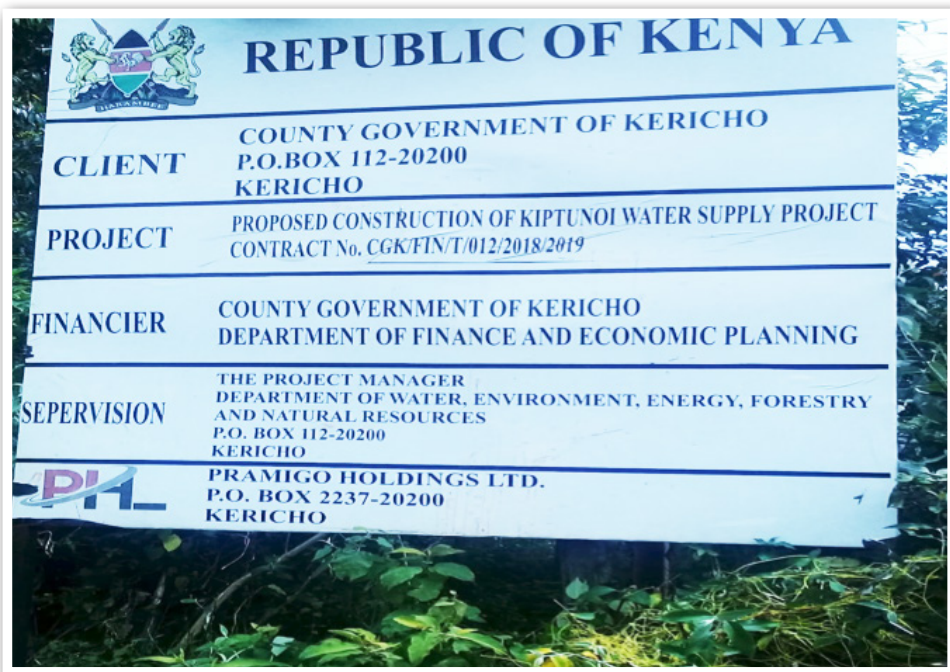 REPUBLIC OF KENYA
HARAMBEE
CLIENT
COUNTY GOVERNMENT OF KERICHO
P.O.BOX 112-20200
KERICHO
PROJECT
PROPOSED CONSTRUCTION OF KIPTUNOI WATER SUPPLY PROJECT
CONTRACT No. CGK/FIN/T/012/2018/2019
FINANCIER
COUNTY GOVERNMENT OF KERICHO
DEPARTMENT OF FINANCE AND ECONOMIC PLANNING
SEPERVISION
THE PROJECT MANAGER
DEPARTMENT OF WATER, ENVIRONMENT, ENERGY, FORESTRY
AND NATURAL RESOURCES
P.O. BOX 112-20200
KERICHO
PHL
PRAMIGO HOLDINGS LTD.
P.O. BOX 2237-20200
KERICHO